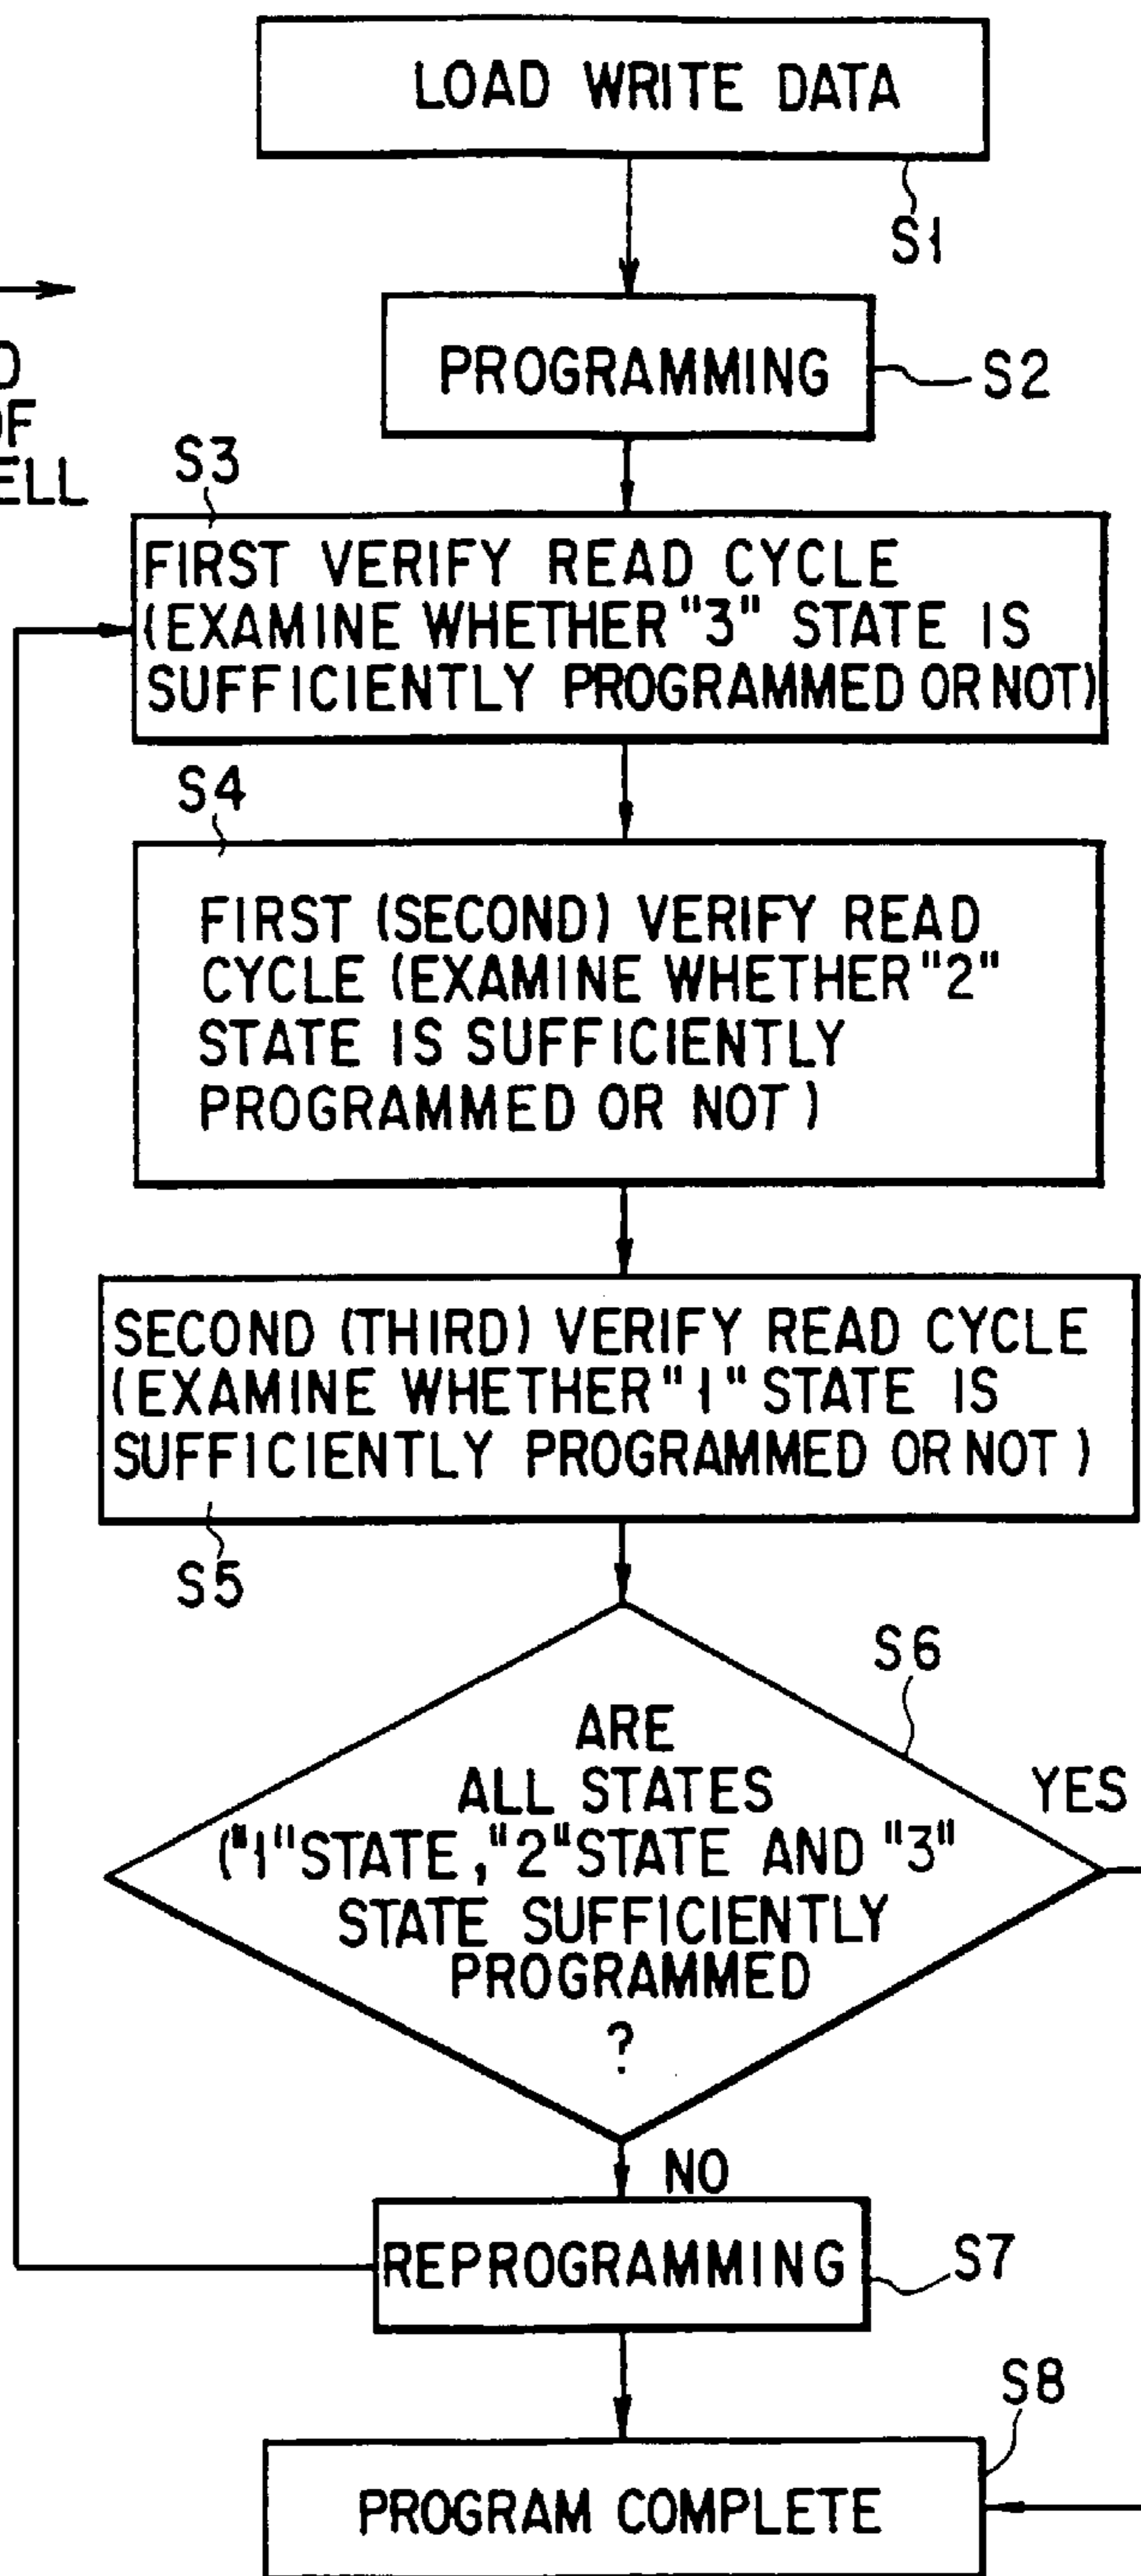 LOAD WRITE DATA
S1
PROGRAMMING
S2
OF
ELL
S3
FIRST VERIFY READ CYCLE
(EXAMINE WHETHER "3" STATE IS
SUFFICIENTLY PROGRAMMED OR NOT)
S4
FIRST (SECOND) VERIFY READ
CYCLE (EXAMINE WHETHER "2"
STATE IS SUFFICIENTLY
PROGRAMMED OR NOT)
SECOND (THIRD) VERIFY READ CYCLE
(EXAMINE WHETHER "1" STATE IS
SUFFICIENTLY PROGRAMMED OR NOT)
S5
S6
ARE
ALL STATES
("1" STATE, "2" STATE AND "3"
STATE SUFFICIENTLY
PROGRAMMED
?
YES
NO
REPROGRAMMING
S7
S8
PROGRAM COMPLETE